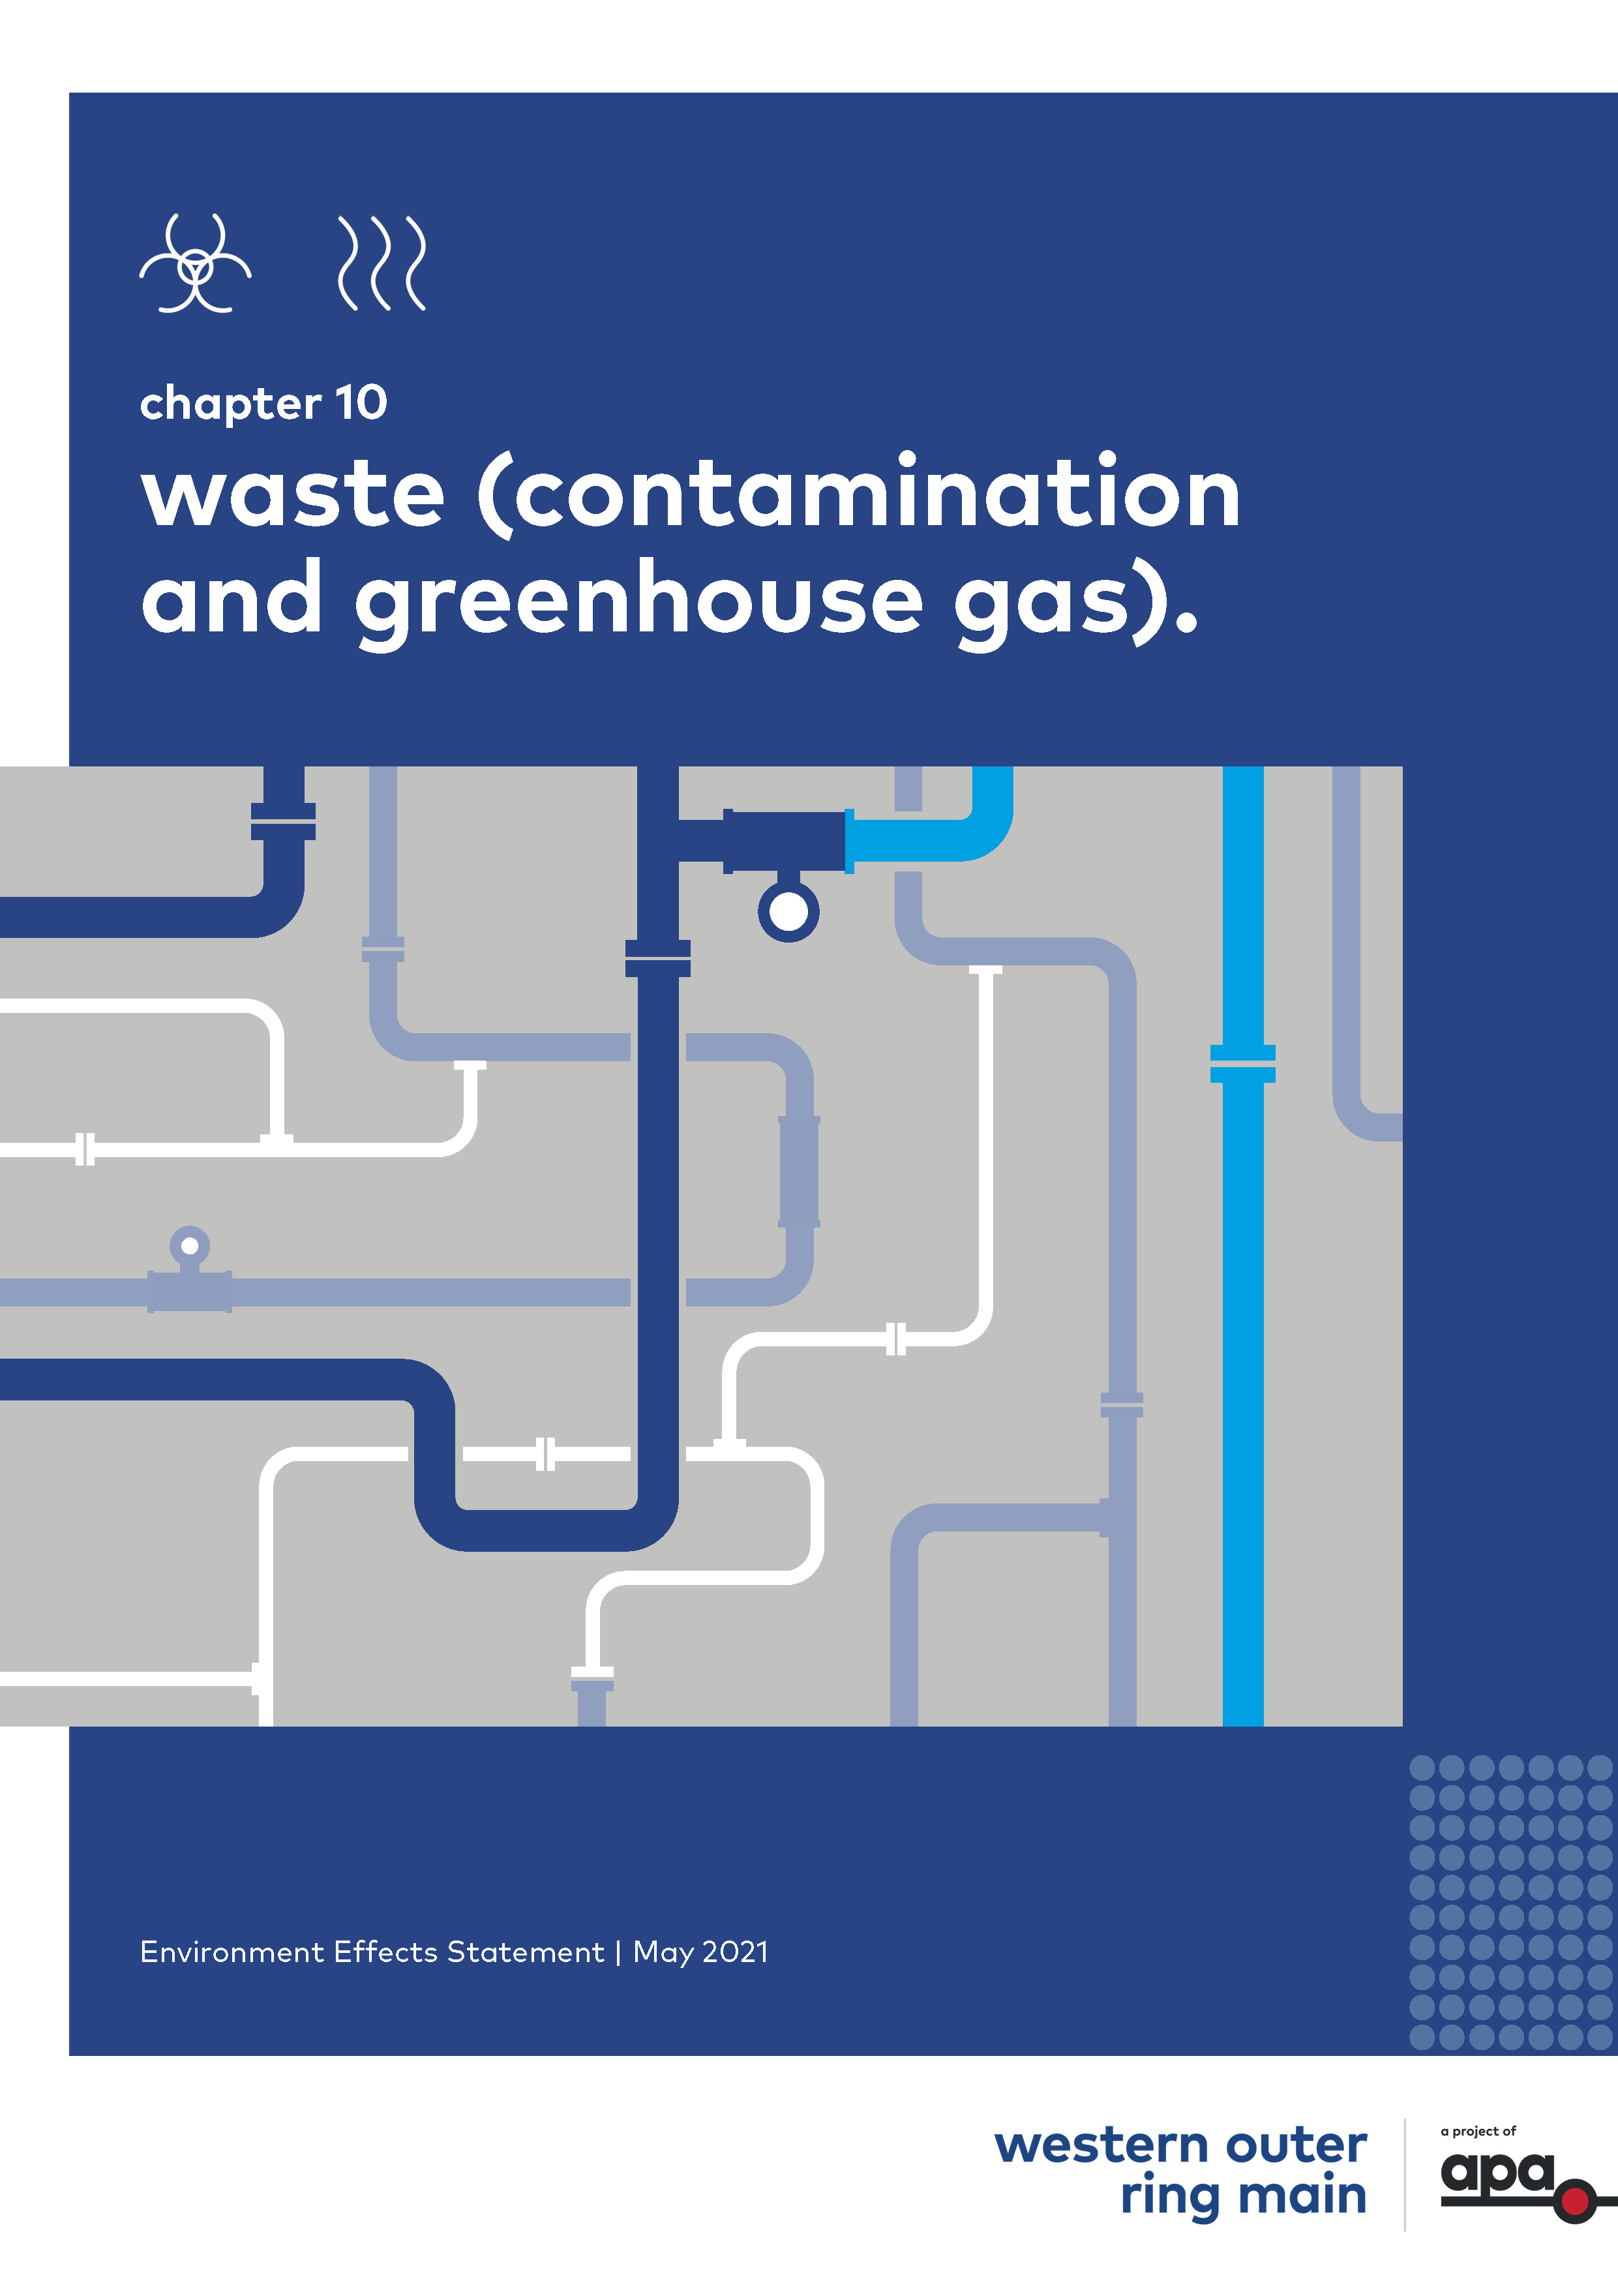 chapter 10
waste (contamination
and greenhouse gas).
Environment Effects Statement | May 2021
western outer
ring main
a project of
apa